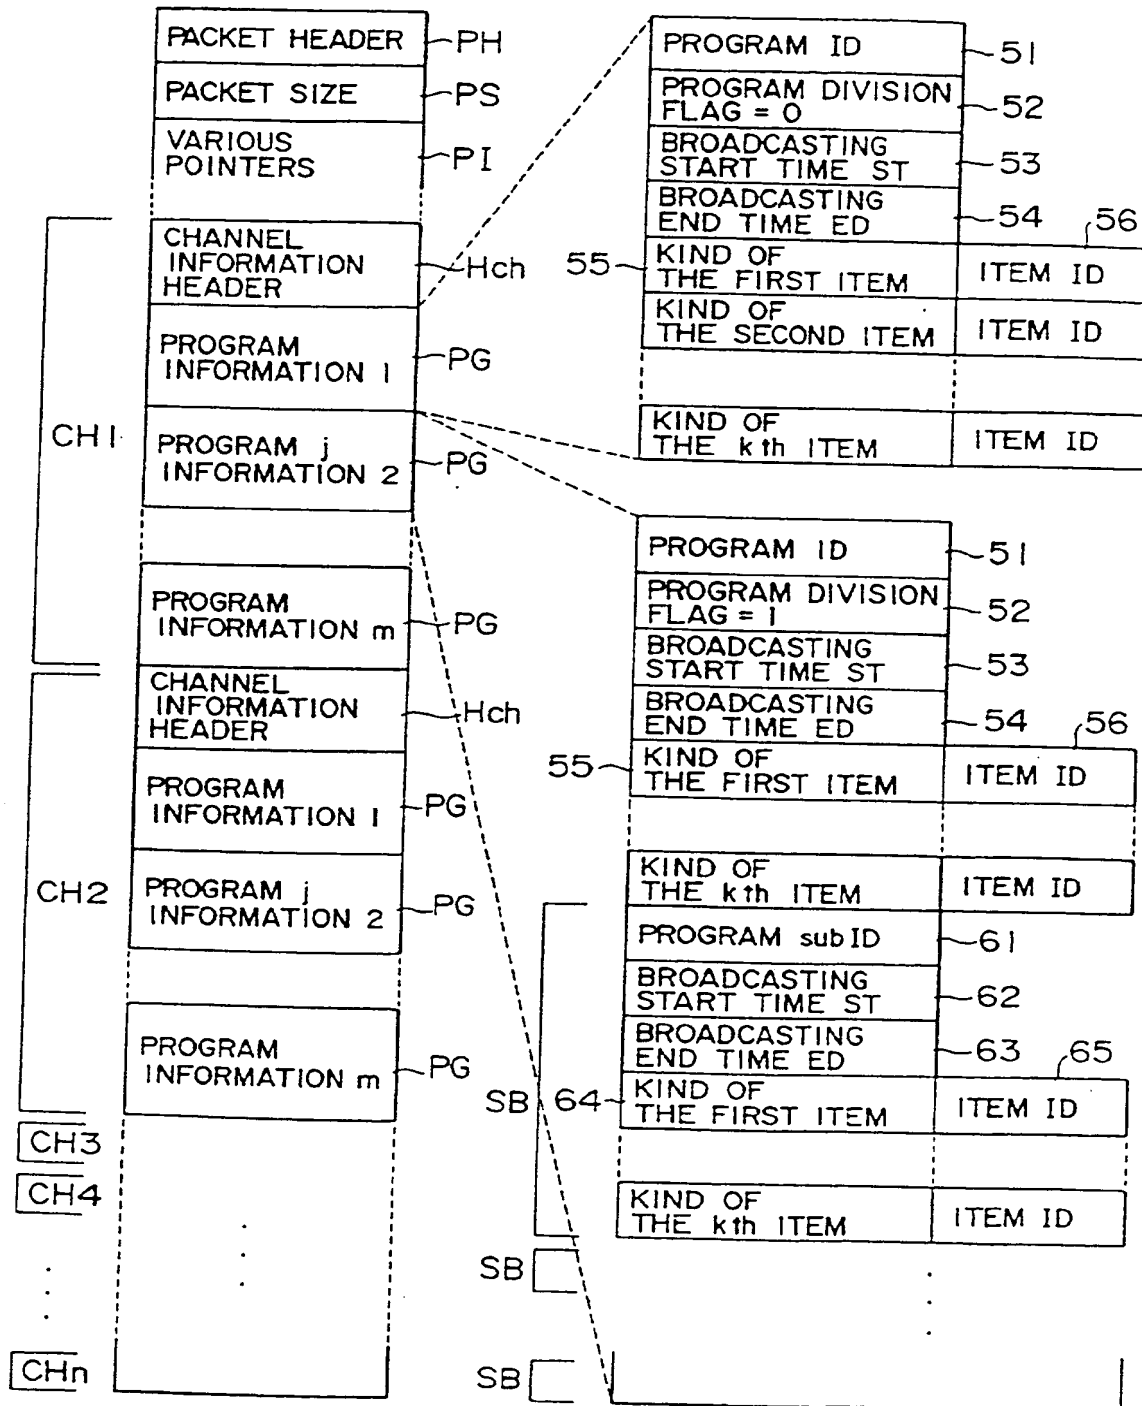 PACKET HEADER
PH
PACKET SIZE
PS
VARIOUS
POINTERS
PI
CH1
CHANNEL
INFORMATION
HEADER
Hch
PROGRAM
INFORMATION 1
PG
PROGRAM j
INFORMATION 2
PG
PROGRAM
INFORMATION m
PG
CH2
CHANNEL
INFORMATION
HEADER
Hch
PROGRAM
INFORMATION 1
PG
PROGRAM j
INFORMATION 2
PG
PROGRAM
INFORMATION m
PG
CH3
CH4
CHn
PROGRAM ID
51
PROGRAM DIVISION
FLAG = 0
52
BROADCASTING
START TIME ST
53
BROADCASTING
END TIME ED
54
56
55
KIND OF
THE FIRST ITEM
ITEM ID
KIND OF
THE SECOND ITEM
ITEM ID
KIND OF
THE kth ITEM
ITEM ID
PROGRAM ID
51
PROGRAM DIVISION
FLAG = 1
52
BROADCASTING
START TIME ST
53
BROADCASTING
END TIME ED
54
56
55
KIND OF
THE FIRST ITEM
ITEM ID
KIND OF
THE kth ITEM
ITEM ID
SB
PROGRAM subID
61
BROADCASTING
START TIME ST
62
BROADCASTING
END TIME ED
63
65
64
KIND OF
THE FIRST ITEM
ITEM ID
KIND OF
THE kth ITEM
ITEM ID
SB
SB